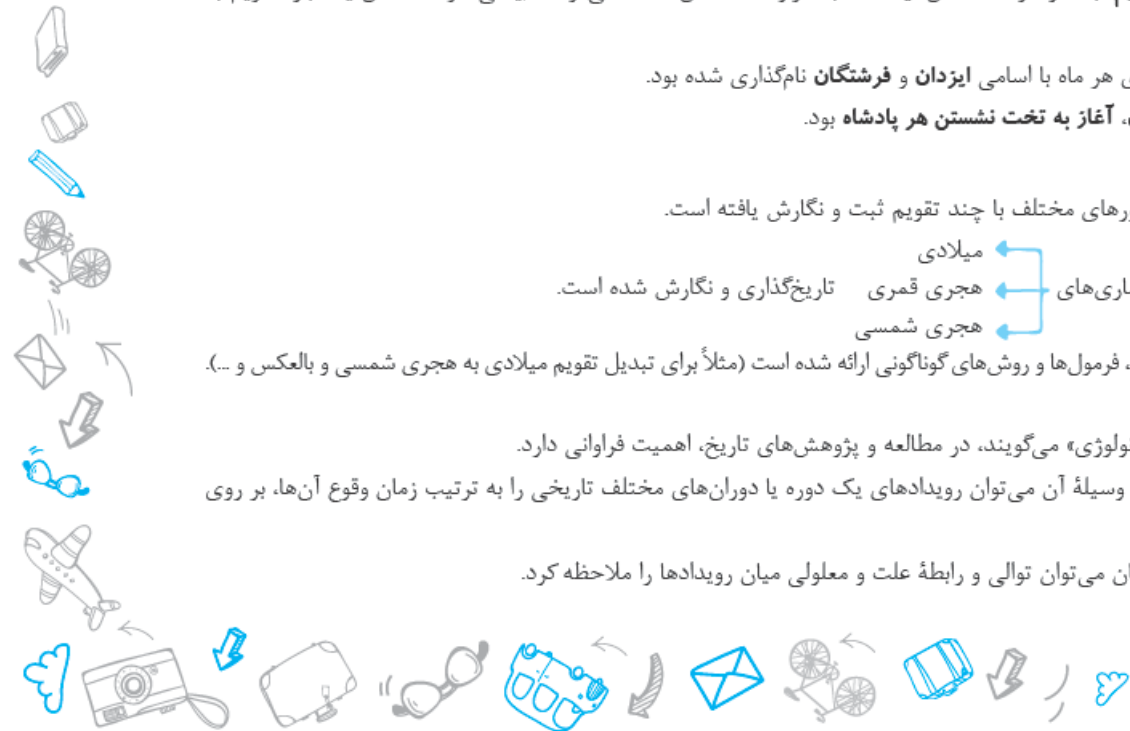 هر ماه با اسامی ایزدان و فرشتگان نام‌گذاری شده بود.
آغاز به تخت نشستن هر پادشاه بود.
مختلف با چند تقویم ثبت و نگارش یافته است.
میلادی
هجری قمری تاریخ‌گذاری و نگارش شده است.
هجری شمسی
، فرمول‌ها و روش‌های گوناگونی ارائه شده است (مثلاً برای تبدیل تقویم میلادی به هجری شمسی و بالعکس و ...).
می‌گویند، در مطالعه و پژوهش‌های تاریخ، اهمیت فراوانی دارد.
وسیلهٔ آن می‌توان رویدادهای یک دوره یا دوران‌های مختلف تاریخی را به ترتیب زمان وقوع آن‌ها، بر روی
می‌توان توالی و رابطهٔ علت و معلولی میان رویدادها را ملاحظه کرد.